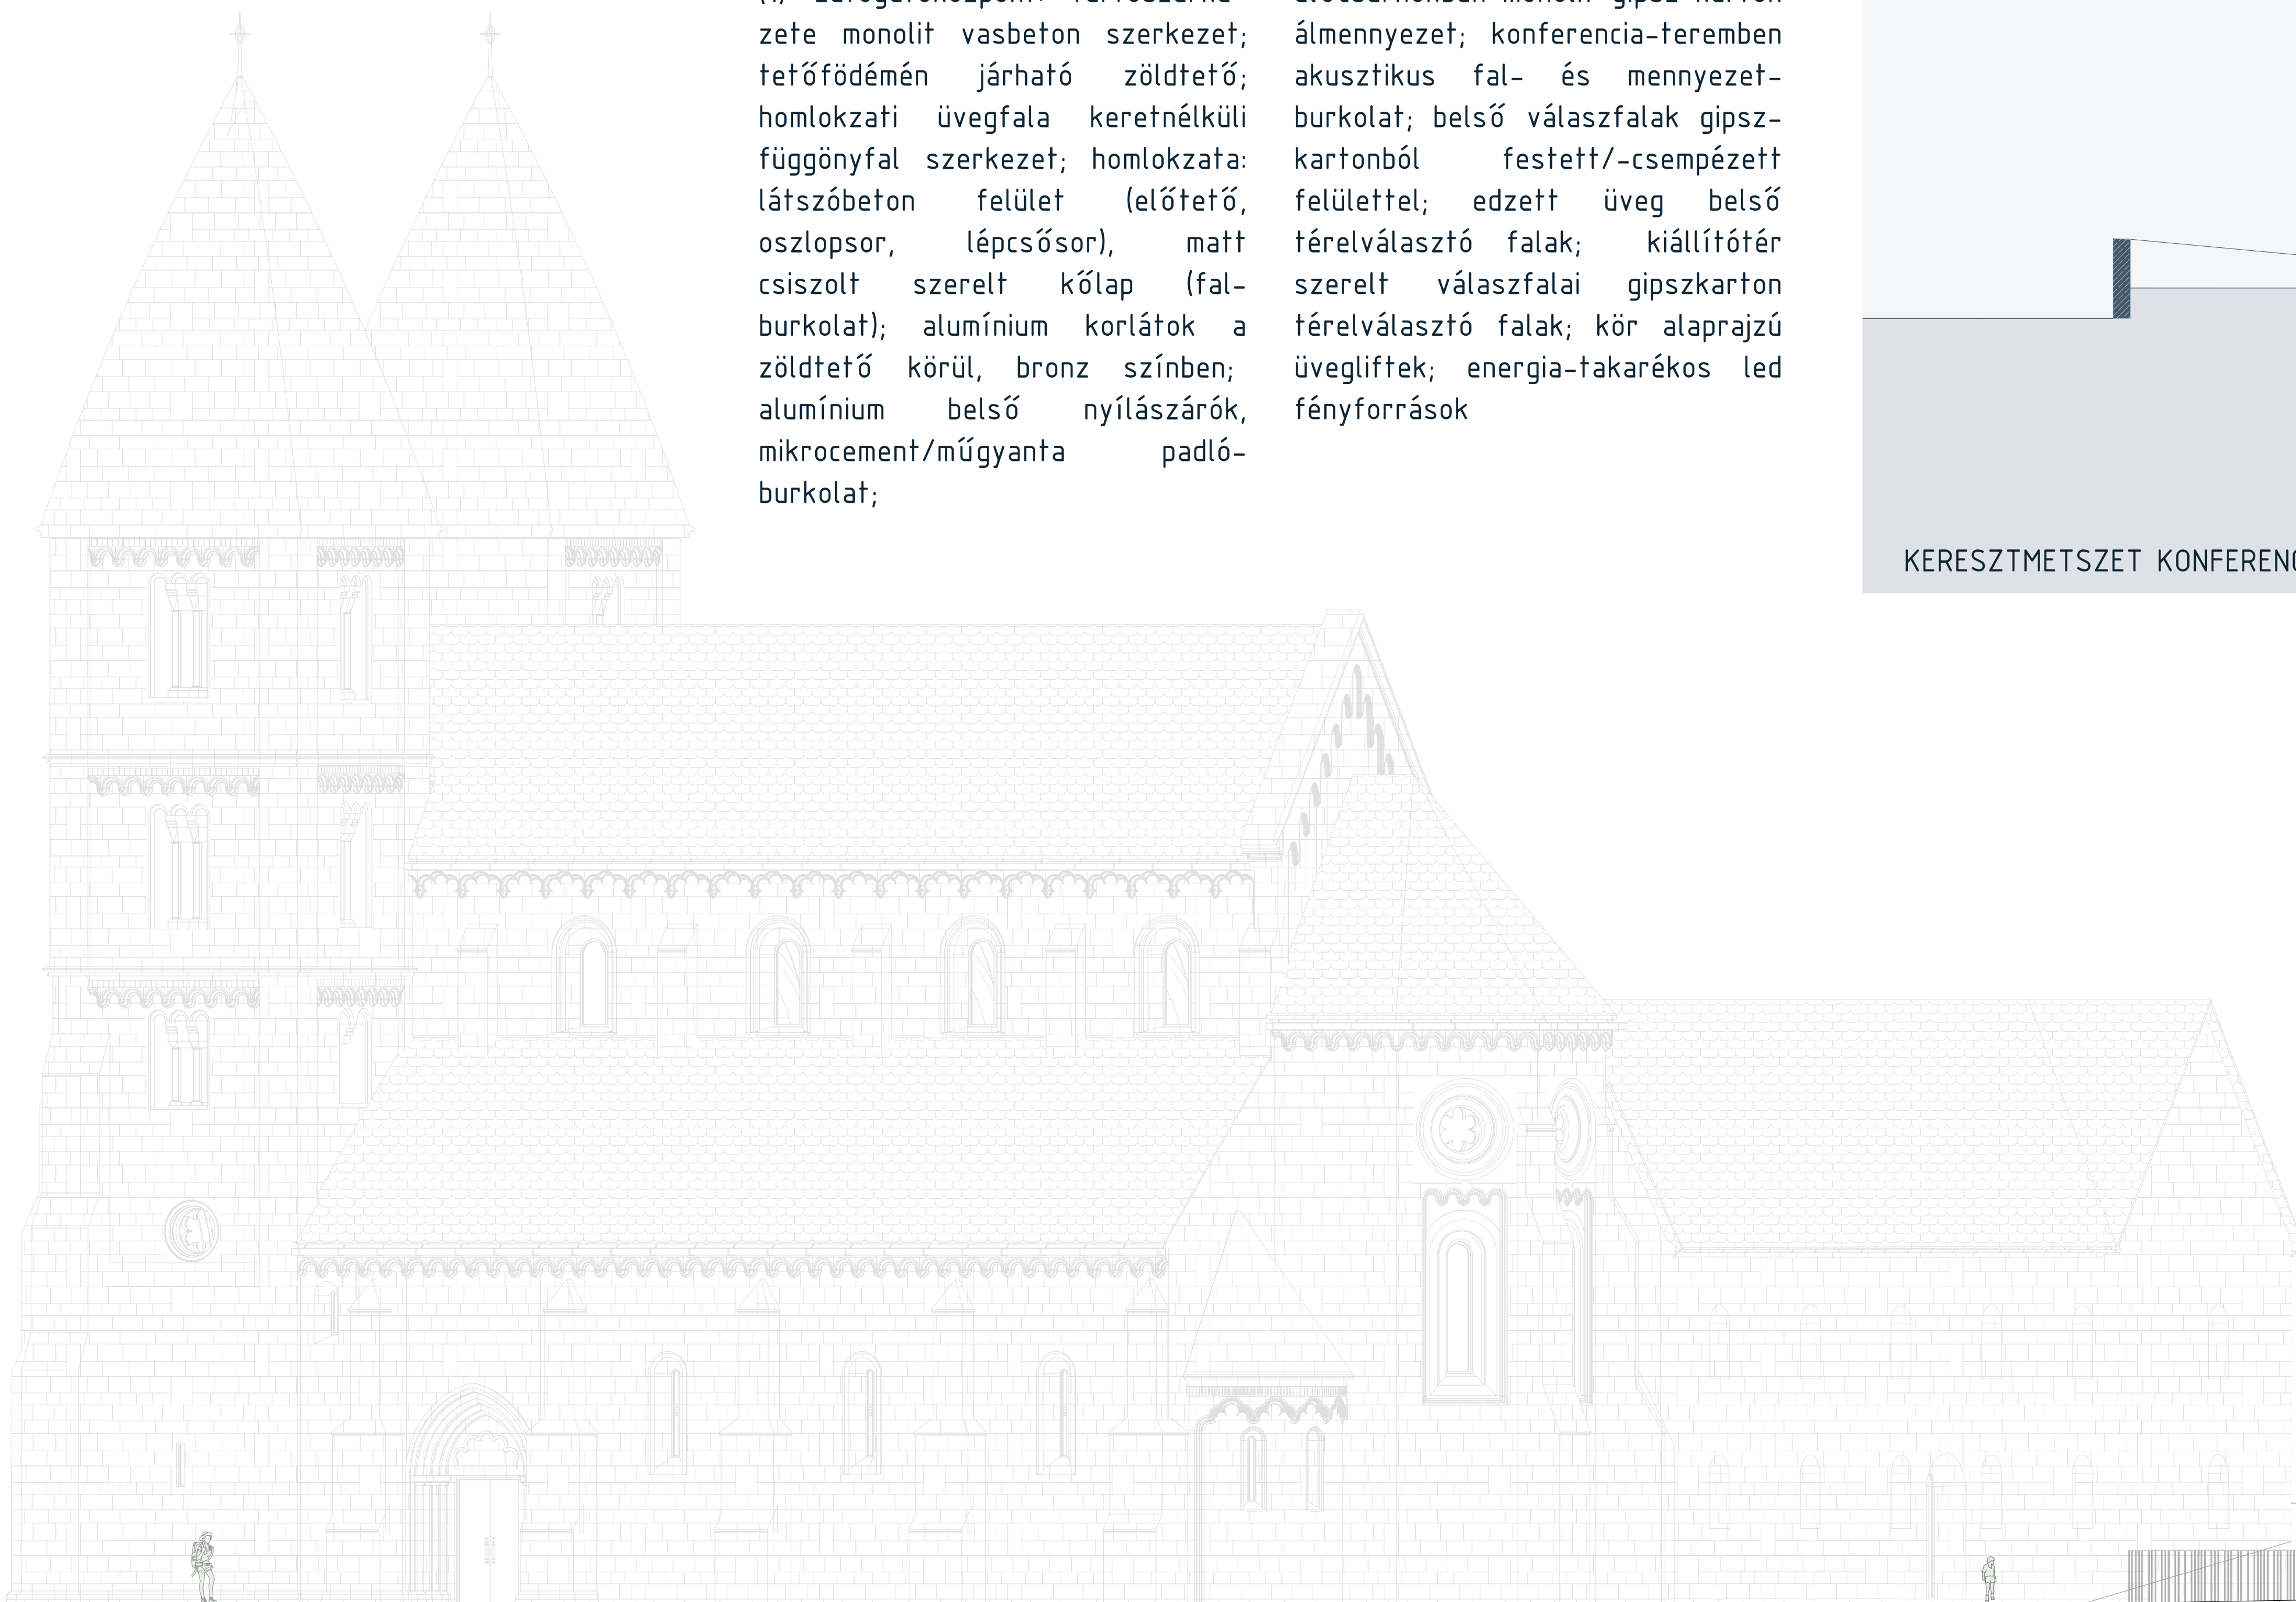 zete monolit vasbeton szerkezet;
tetőfödémén járható zöldtető;
homlokzati üvegfala keretnélküli
függönyfal szerkezet; homlokzata:
látszóbeton felület (előtető,
oszlopsor, lépcsősor), matt
csiszolt szerelt kőlap (fal-
burkolat); alumínium korlátok a
zöldtető körül, bronz színben;
alumínium belső nyílászárók,
mikrocement/műgyanta padló-
burkolat;
álmennyezet; konferencia-teremben
akusztikus fal- és mennyezet-
burkolat; belső válaszfalak gipsz-
kartonból festett/-csempézett
felülettel; edzett üveg belső
térelválasztó falak; kiállítótér
szerelt válaszfalai gipszkarton
térelválasztó falak; kör alaprajzú
üvegliftek; energia-takarékos led
fényforrások
KERESZTMETSZET KONFERENC